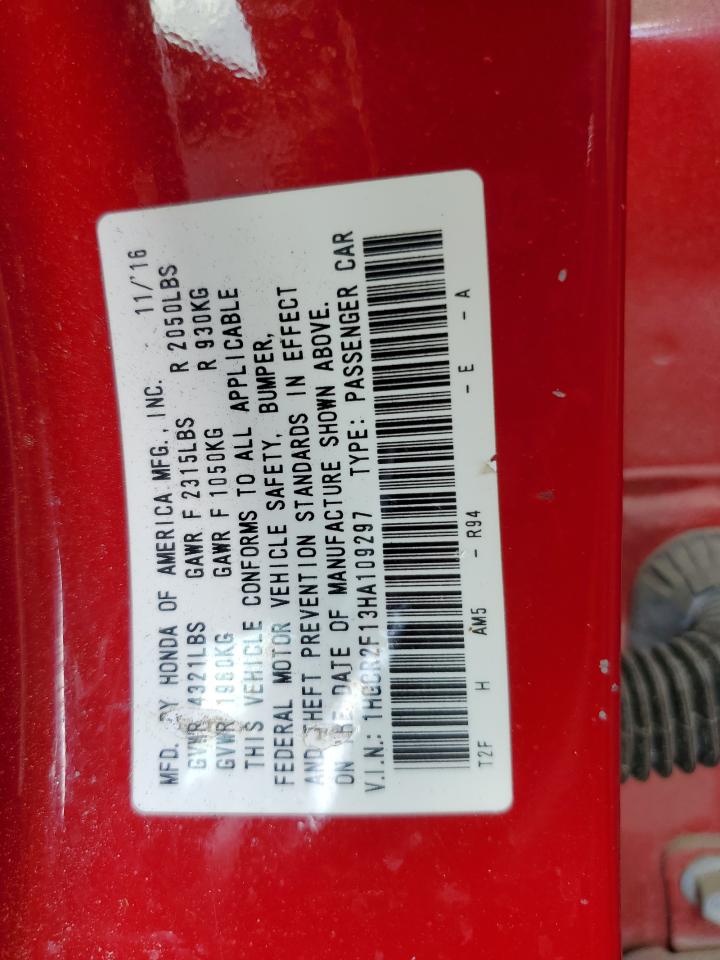 MFD. BY HONDA OF AMERICA MFG., INC. 11/'16
GVWR 4321LBS GAWR F 2315LBS R 2050LBS
GVWR 1960KG GAWR F 1050KG R 930KG
THIS VEHICLE CONFORMS TO ALL APPLICABLE
FEDERAL MOTOR VEHICLE SAFETY, BUMPER,
AND THEFT PREVENTION STANDARDS IN EFFECT
ON THE DATE OF MANUFACTURE SHOWN ABOVE.
V.I.N.: 1HGCR2F13HA109297 TYPE: PASSENGER CAR
T2F H AM5 - R94 - E - A